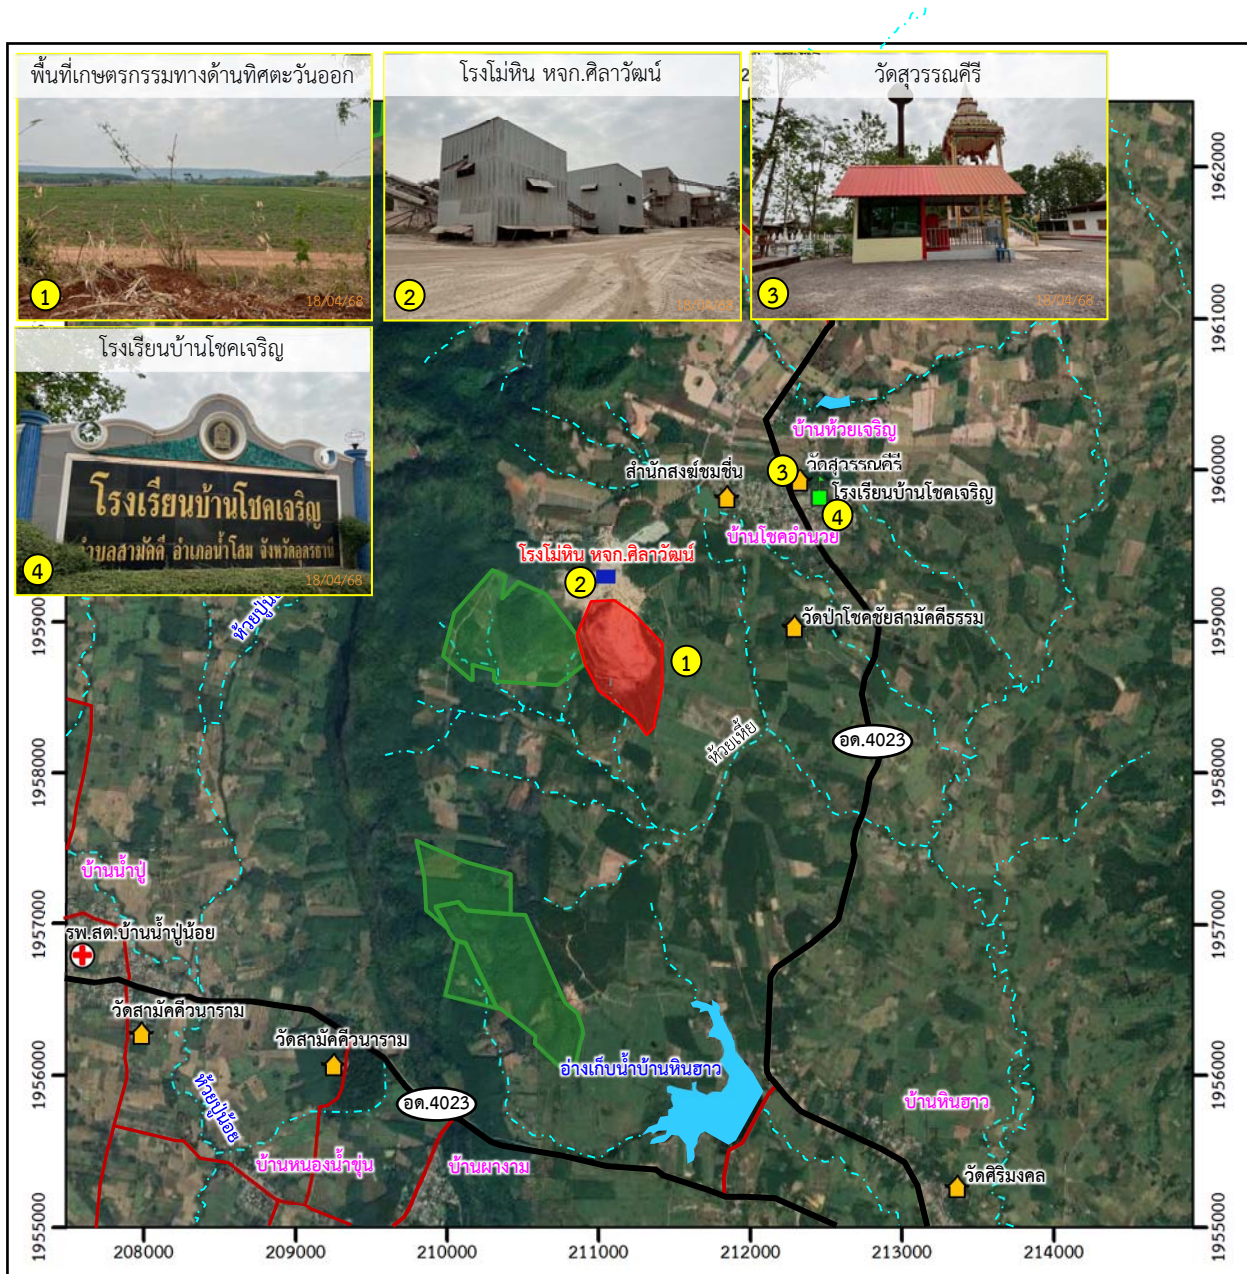 พื้นที่เกษตรกรรมทางด้านทิศตะวันออก
1
18/04/68
โรงโม่หิน หจก.ศิลาวัฒน์
2
วัดสุวรรณคีรี
3
18/04/68
โรงเรียนบ้านโชคเจริญ
โรงเรียนบ้านโชคเจริญ
ตำบลสามัคคี อำเภอน้ำโสม จังหวัดอุดรธานี
4
18/04/68
1962000
1961000
บ้านห้วยเจริญ
3
วัดสุวรรณคีรี
สำนักสงฆ์ชมชื่น
โรงเรียนบ้านโชคเจริญ
4
1960000
บ้านโชคอำนวย
โรงโม่หิน หจก.ศิลาวัฒน์
2
1959000
วัดป่าโชคชัยสามัคคีธรรม
1959000
1
ห้วยเหี้ย
อด.4023
1958000
1958000
บ้านน้ำปู่
1957000
1957000
รพ.สต.บ้านน้ำปู่น้อย
วัดสามัคคีวนาราม
วัดสามัคคีวนาราม
1956000
อ่างเก็บน้ำบ้านหินฮาว
1956000
ห้วยปู่น้อย
อด.4023
บ้านหินฮาว
บ้านหนองน้ำขุ่น
บ้านผางาม
วัดศิริมงคล
1955000
1955000
208000
209000
210000
211000
212000
213000
214000